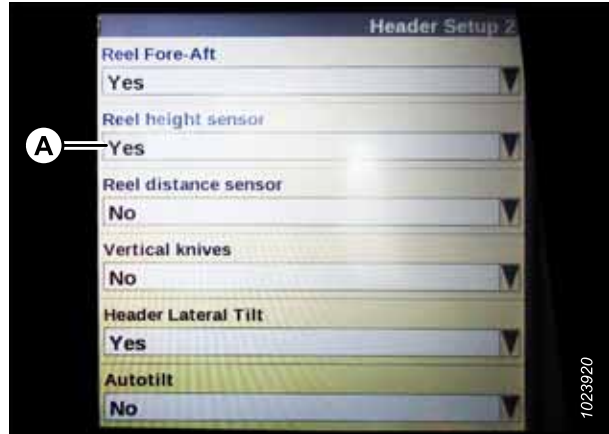 Header Setup 2
Reel Fore-Aft
Yes
Reel height sensor
A
Yes
Reel distance sensor
No
Vertical knives
No
Header Lateral Tilt
Yes
Autotilt
No
1023920